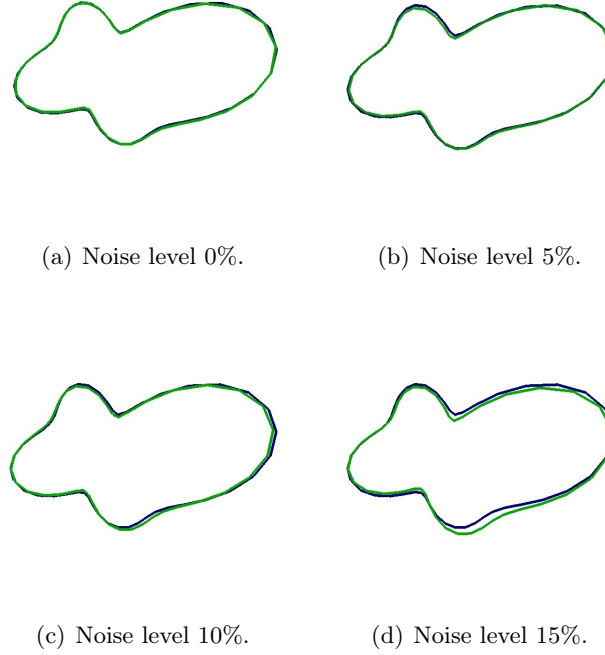 (a) Noise level 0%.
(b) Noise level 5%.
(c) Noise level 10%.
(d) Noise level 15%.